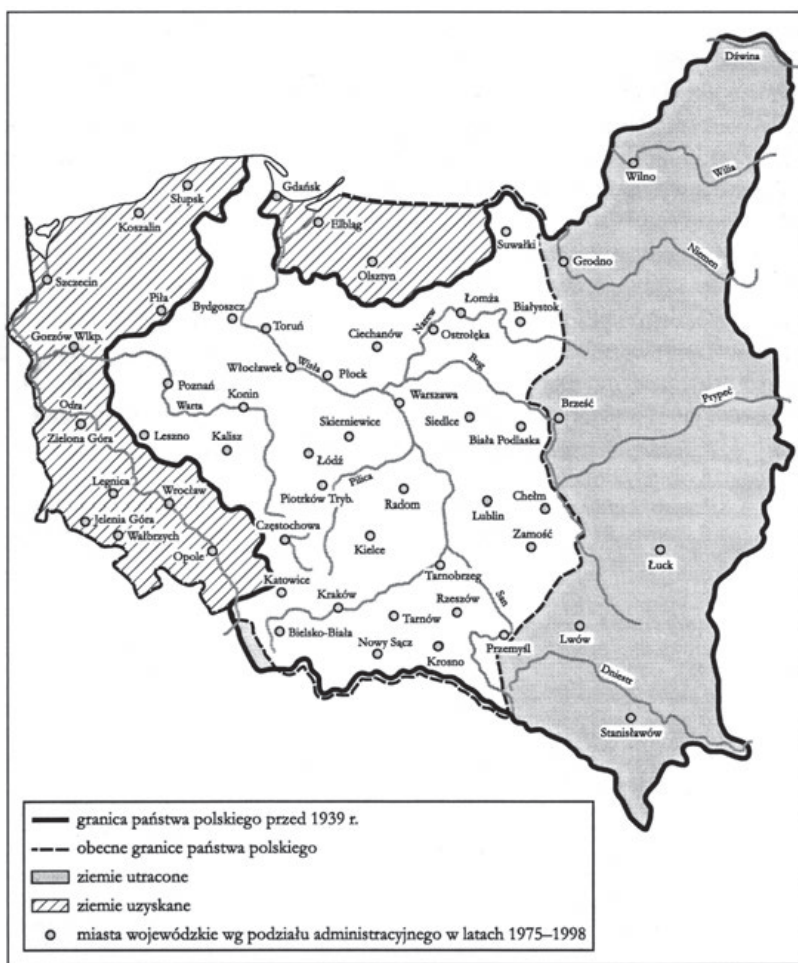 Dźwina
Wilno
Wilia
Gdańsk
Słupsk
Koszalin
Elbląg
Suwałki
Grodno
Niemen
Olsztyn
Szczecin
Piła
Bydgoszcz
Toruń
Łomża
Białystok
Narew
Ostrołęka
Ciechanów
Gorzów Wlkp.
Włocławek
Wisła
Płock
Bug
Poznań
Konin
Warszawa
Warta
Prypeć
Brześć
Odra
Zielona Góra
Leszno
Kalisz
Skierniewice
Siedlce
Biała Podlaska
Łódź
Legnica
Wrocław
Piotrków Tryb.
Pilica
Radom
Lublin
Chełm
Jelenia Góra
Wałbrzych
Częstochowa
Kielce
Zamość
Łuck
Opole
Katowice
Tarnobrzeg
Kraków
Rzeszów
San
Tarnów
Lwów
Bielsko-Biała
Nowy Sącz
Krosno
Przemyśl
Dniestr
Stanisławów
granica państwa polskiego przed 1939 r.
obecne granice państwa polskiego
ziemie utracone
ziemie uzyskane
miasta wojewódzkie wg podziału administracyjnego w latach 1975–1998